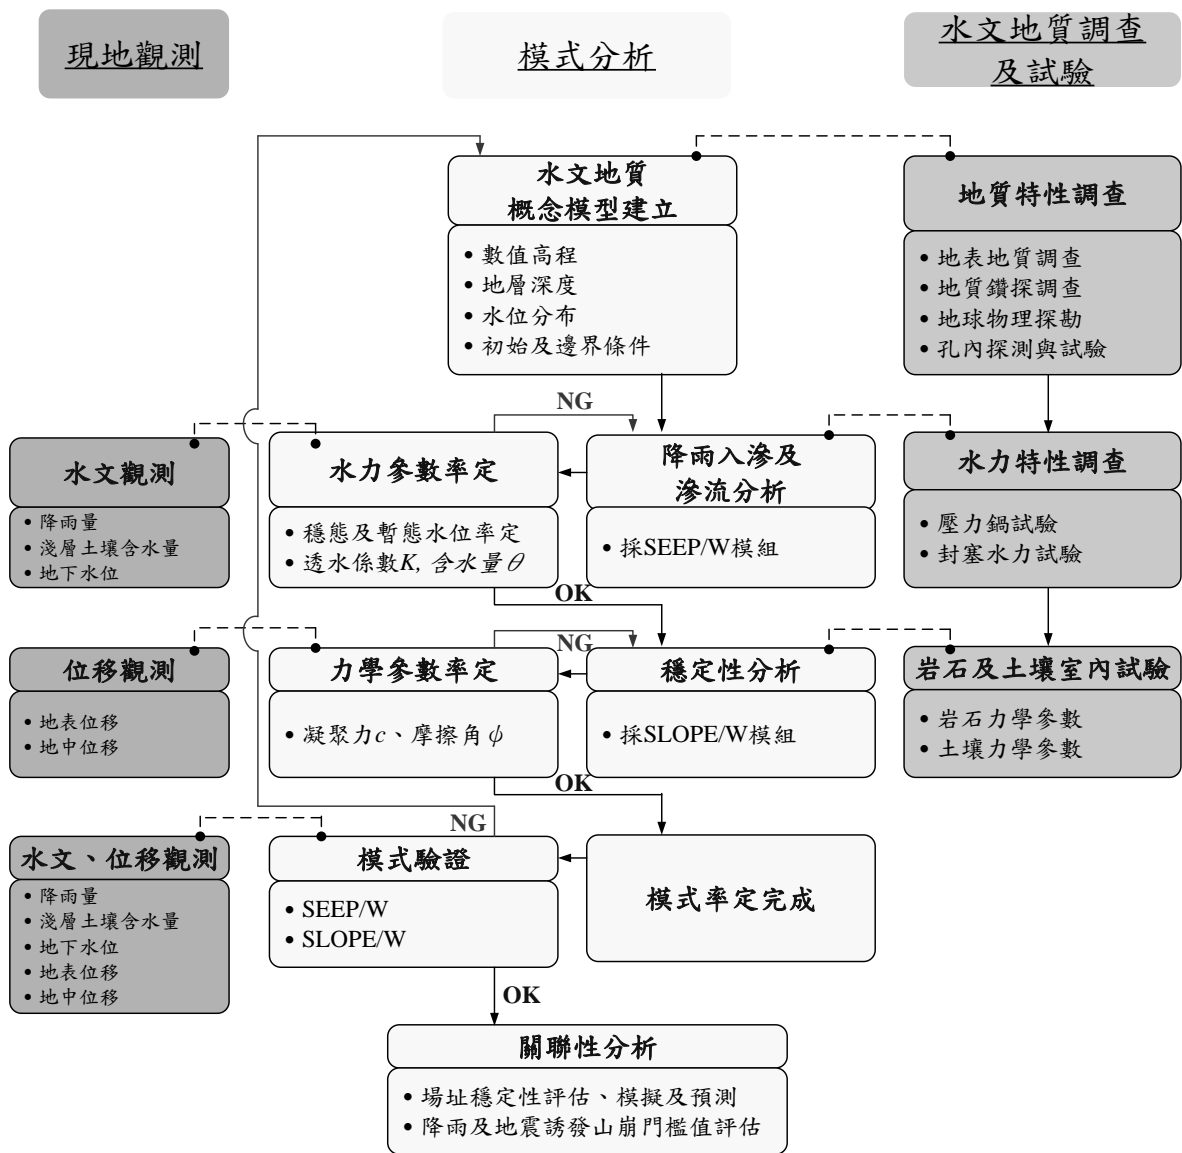 現地觀測
模式分析
水文地質調查
及試驗
水文地質
概念模型建立
• 數值高程
• 地層深度
• 水位分布
• 初始及邊界條件
地質特性調查
• 地表地質調查
• 地質鑽探調查
• 地球物理探勘
• 孔內探測與試驗
NG
水文觀測
• 降雨量
• 淺層土壤含水量
• 地下水位
水力參數率定
• 穩態及暫態水位率定
• 透水係數K, 含水量θ
降雨入滲及
滲流分析
• 採SEEP/W模組
水力特性調查
• 壓力鍋試驗
• 封塞水力試驗
OK
NG
位移觀測
• 地表位移
• 地中位移
力學參數率定
• 凝聚力c、摩擦角ϕ
穩定性分析
• 採SLOPE/W模組
岩石及土壤室內試驗
• 岩石力學參數
• 土壤力學參數
OK
NG
水文、位移觀測
• 降雨量
• 淺層土壤含水量
• 地下水位
• 地表位移
• 地中位移
模式驗證
• SEEP/W
• SLOPE/W
模式率定完成
OK
關聯性分析
• 場址穩定性評估、模擬及預測
• 降雨及地震誘發山崩門檻值評估